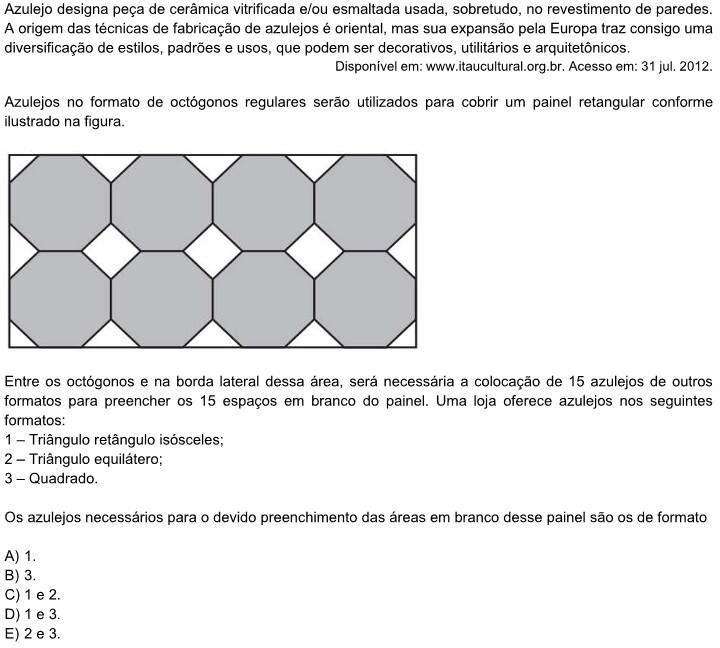 Azulejo designa peça de cerâmica vitrificada e/ou esmaltada usada, sobretudo, no revestimento de paredes.
A origem das técnicas de fabricação de azulejos é oriental, mas sua expansão pela Europa traz consigo uma
diversificação de estilos, padrões e usos, que podem ser decorativos, utilitários e arquitetônicos.
Disponível em: www.itaucultural.org.br. Acesso em: 31 jul. 2012.
Azulejos no formato de octógonos regulares serão utilizados para cobrir um painel retangular conforme
ilustrado na figura.
Entre os octógonos e na borda lateral dessa área, será necessária a colocação de 15 azulejos de outros
formatos para preencher os 15 espaços em branco do painel. Uma loja oferece azulejos nos seguintes
formatos:
1 – Triângulo retângulo isósceles;
2 – Triângulo equilátero;
3 – Quadrado.
Os azulejos necessários para o devido preenchimento das áreas em branco desse painel são os de formato
A) 1.
B) 3.
C) 1 e 2.
D) 1 e 3.
E) 2 e 3.